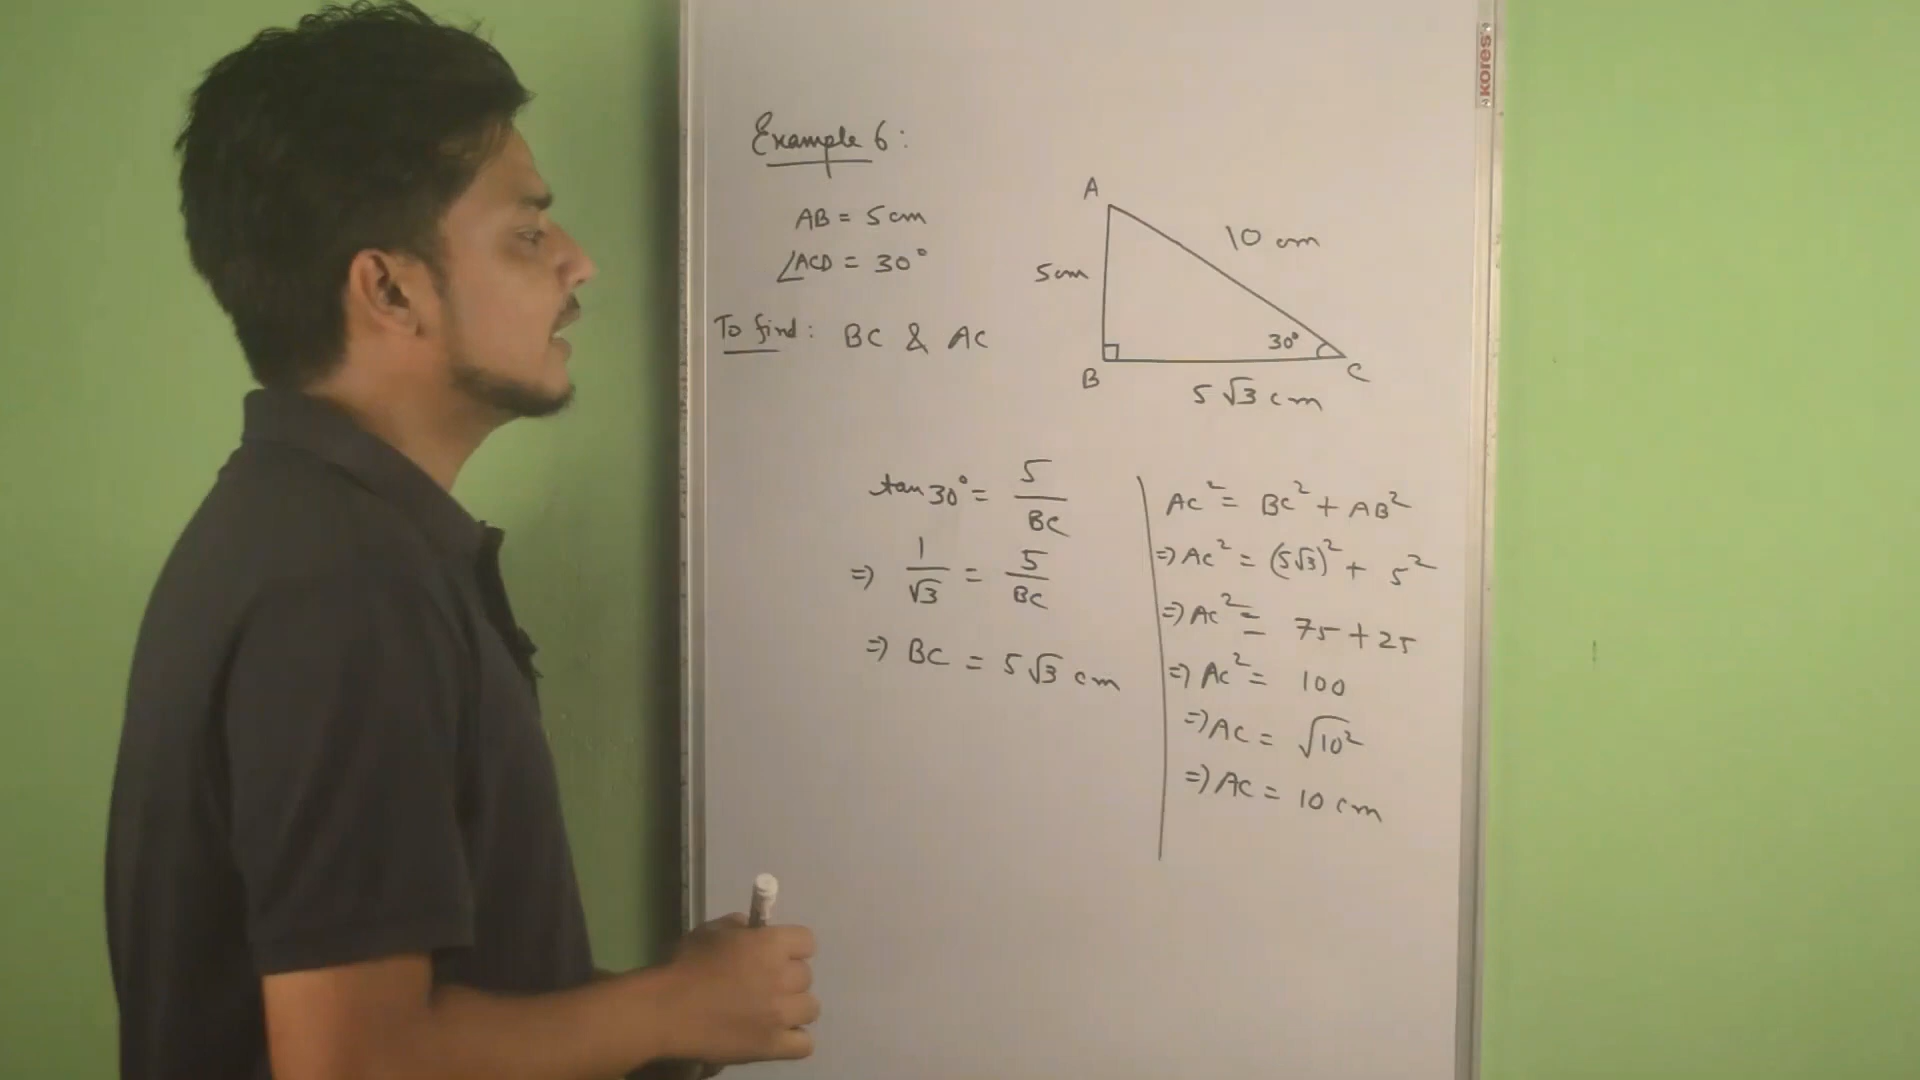 kores
Example 6:
AB = 5 cm
∠ACD = 30°
To find: BC & AC
A
10 cm
5cm
30°
B
C
5√3 cm
tan 30° = 5/BC
⇒ 1/√3 = 5/BC
⇒ BC = 5√3 cm
AC² = BC² + AB²
⇒ AC² = (5√3)² + 5²
⇒ AC² = 75 + 25
⇒ AC² = 100
⇒ AC = √10²
⇒ AC = 10 cm